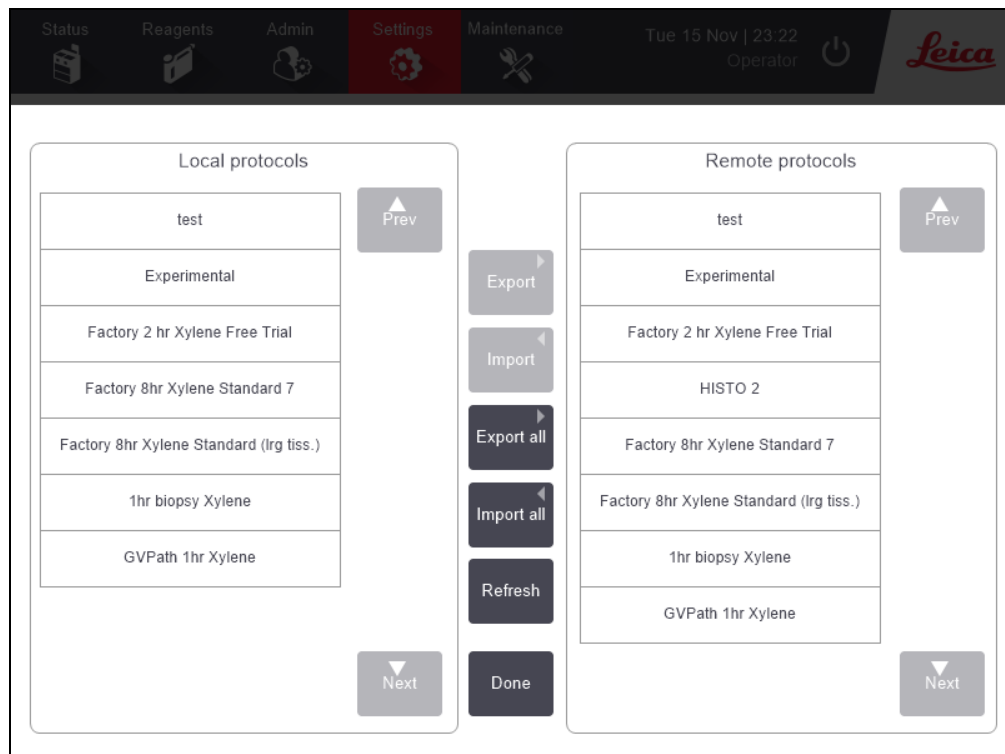 Status Reagents Admin Settings Maintenance Tue 15 Nov | 23:22
Operator
Leica
Local protocols
test
Experimental
Factory 2 hr Xylene Free Trial
Factory 8hr Xylene Standard 7
Factory 8hr Xylene Standard (lrg tiss.)
1hr biopsy Xylene
GVPath 1hr Xylene
Prev
Next
Export
Import
Export all
Import all
Refresh
Done
Remote protocols
test
Experimental
Factory 2 hr Xylene Free Trial
HISTO 2
Factory 8hr Xylene Standard 7
Factory 8hr Xylene Standard (lrg tiss.)
1hr biopsy Xylene
GVPath 1hr Xylene
Prev
Next